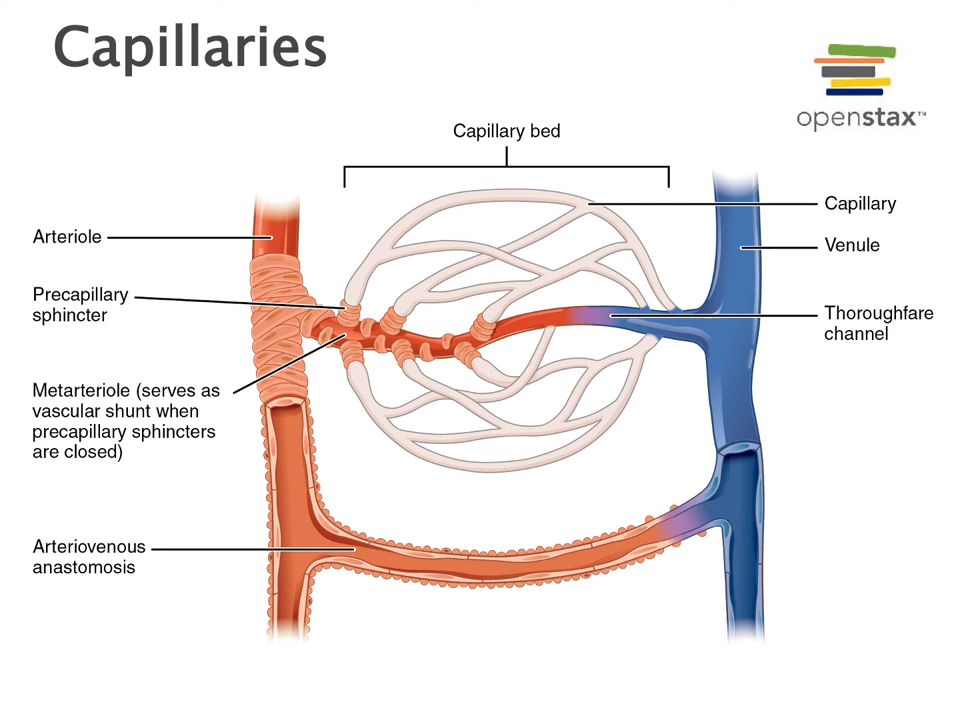 Capillaries
openstax™
Capillary bed
Arteriole
Precapillary
sphincter
Metarteriole (serves as
vascular shunt when
precapillary sphincters
are closed)
Arteriovenous
anastomosis
Capillary
Venule
Thoroughfare
channel